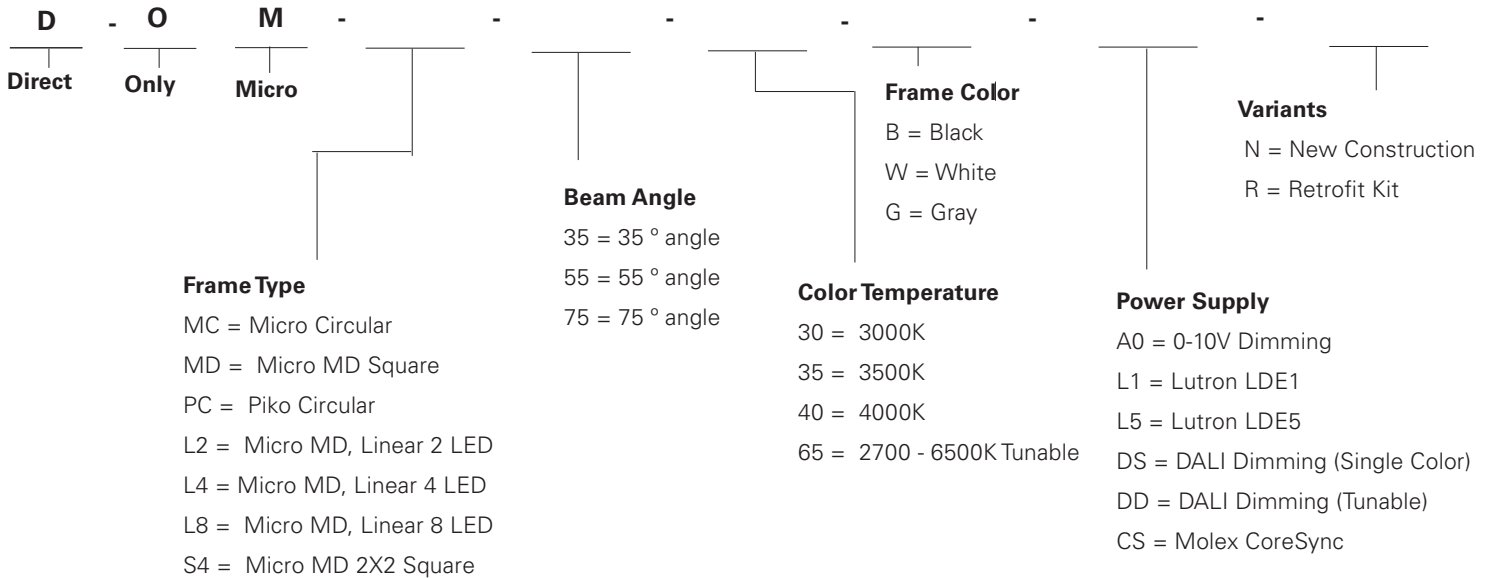 D - O M - - - - - -
Direct
Only
Micro
Frame Type
MC = Micro Circular
MD = Micro MD Square
PC = Piko Circular
L2 = Micro MD, Linear 2 LED
L4 = Micro MD, Linear 4 LED
L8 = Micro MD, Linear 8 LED
S4 = Micro MD 2X2 Square
Beam Angle
35 = 35 º angle
55 = 55 º angle
75 = 75 º angle
Color Temperature
30 = 3000K
35 = 3500K
40 = 4000K
65 = 2700 - 6500K Tunable
Frame Color
B = Black
W = White
G = Gray
Power Supply
A0 = 0-10V Dimming
L1 = Lutron LDE1
L5 = Lutron LDE5
DS = DALI Dimming (Single Color)
DD = DALI Dimming (Tunable)
CS = Molex CoreSync
Variants
N = New Construction
R = Retrofit Kit